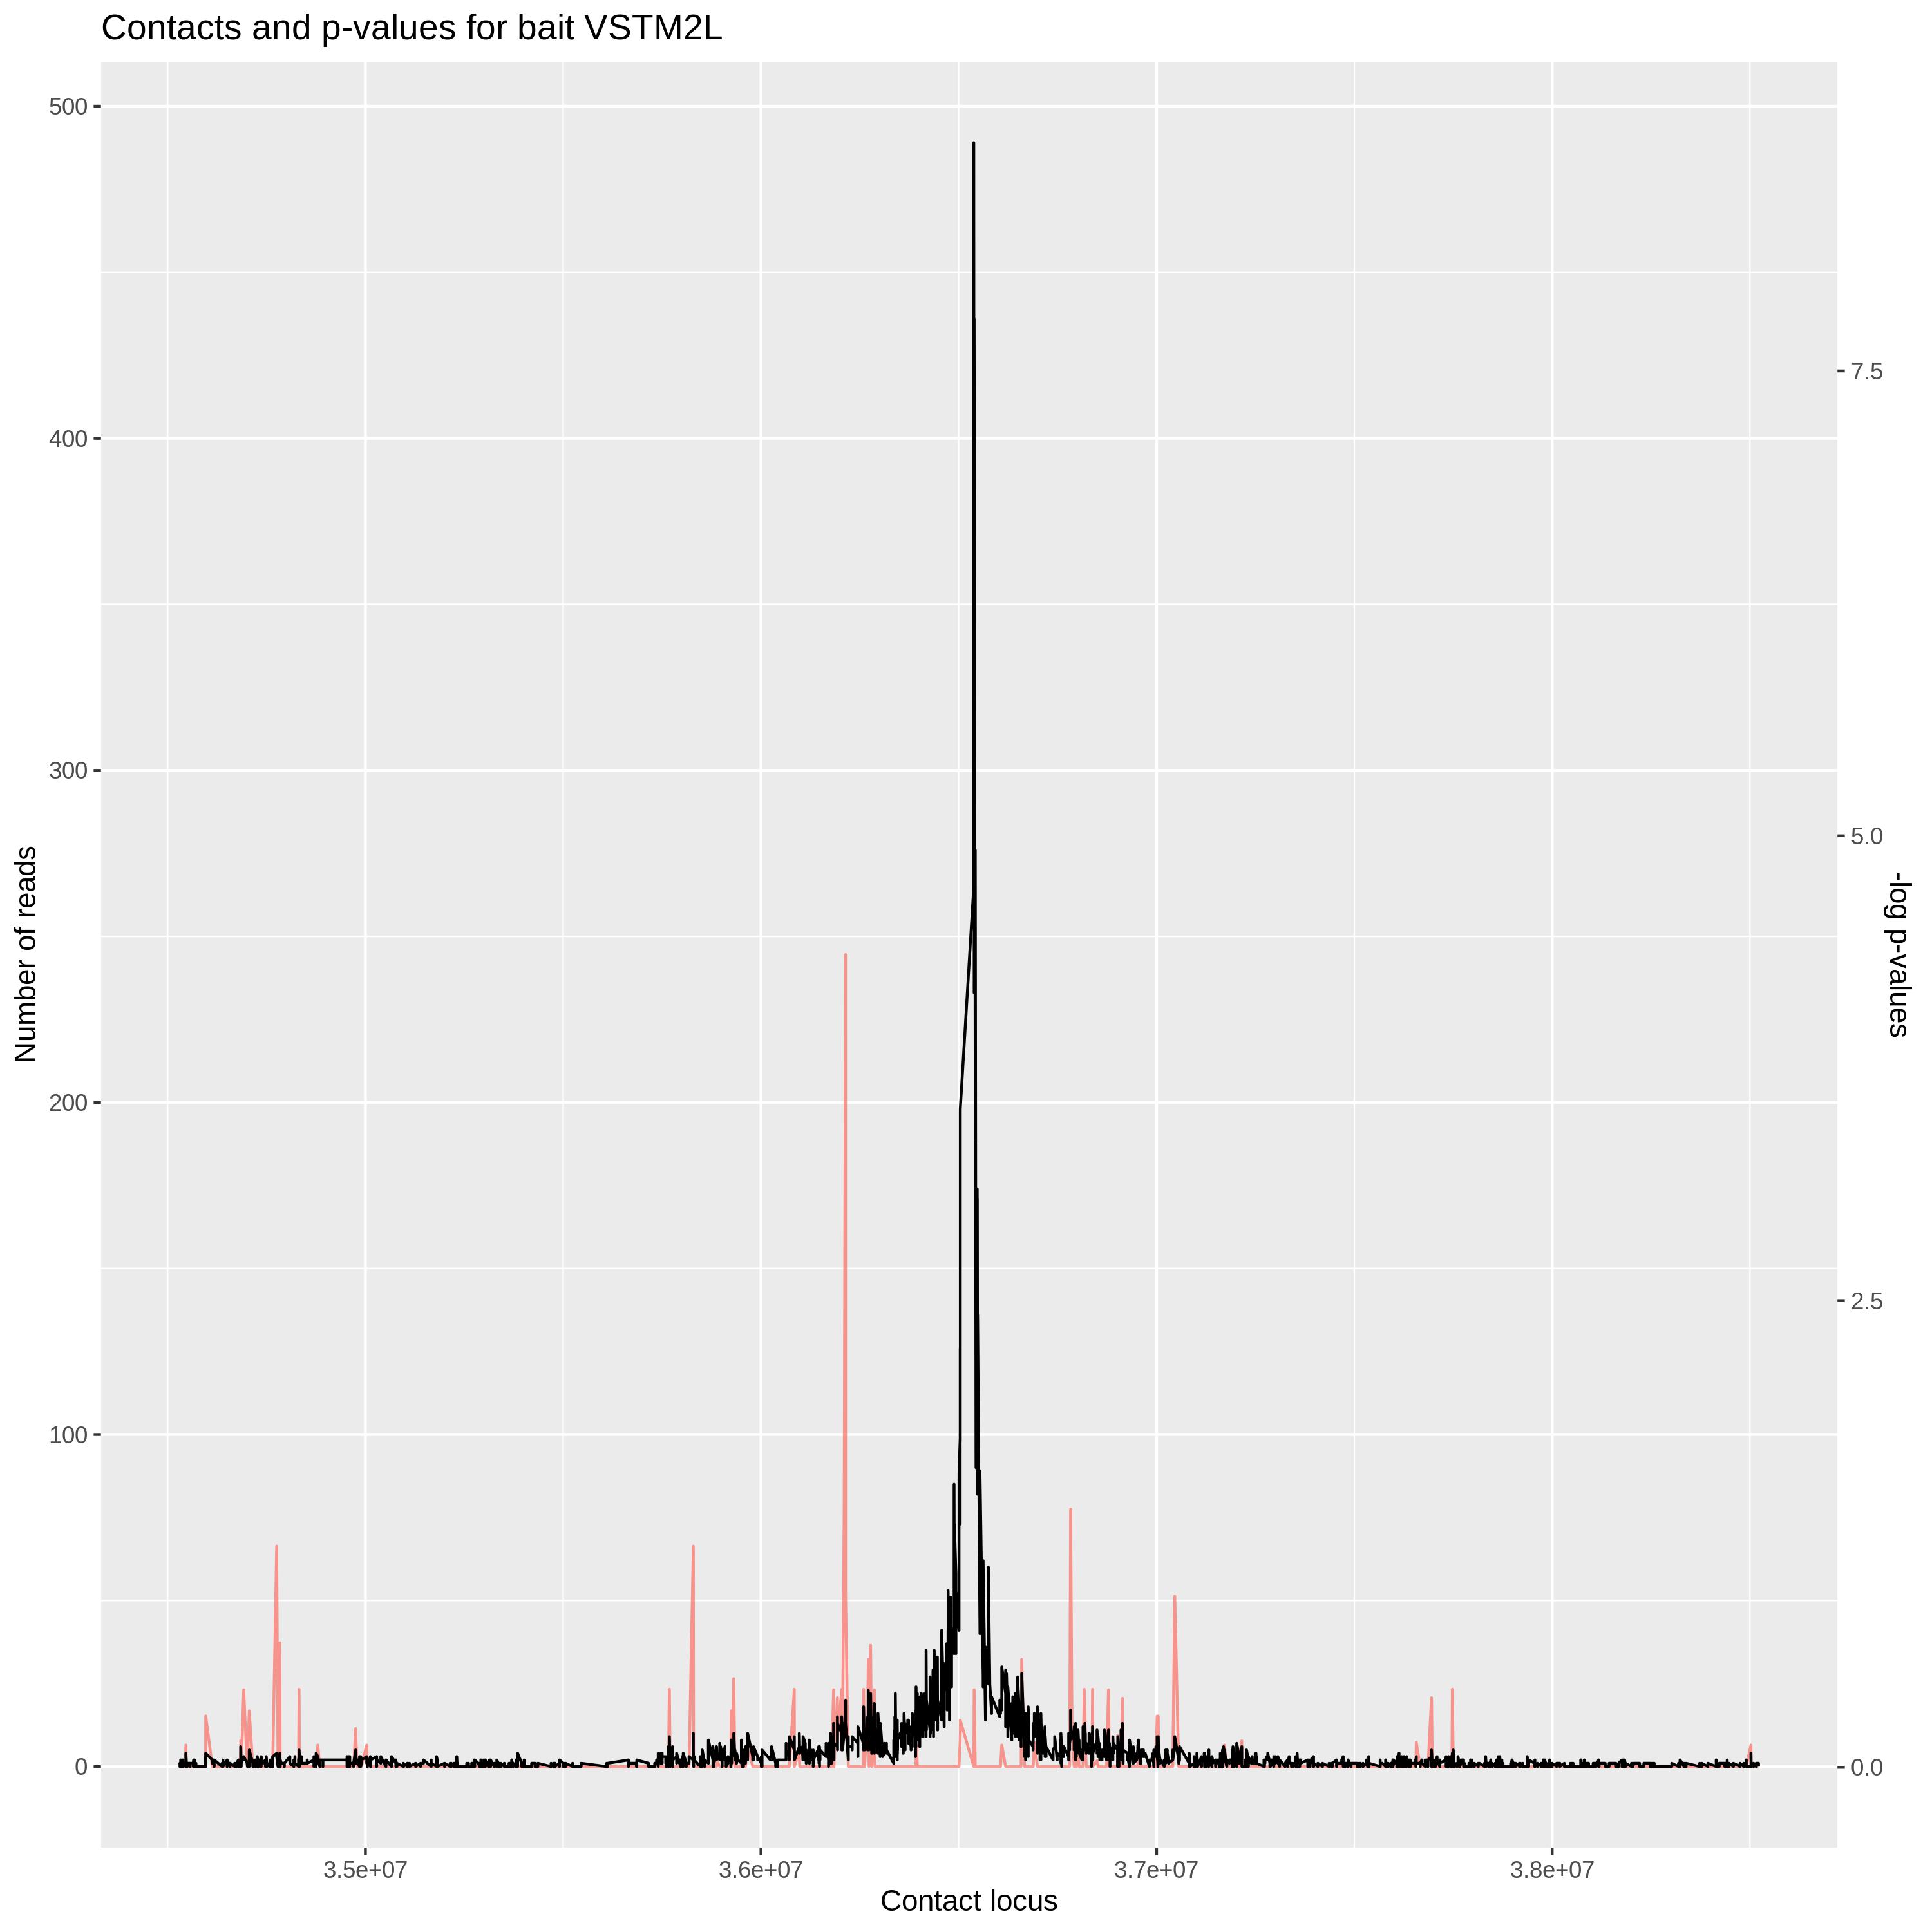 Contacts and p-values for bait VSTM2L
500
400
300
200
100
0
Number of reads
7.5
5.0
2.5
0.0
-log p-values
3.5e+07
3.6e+07
3.7e+07
3.8e+07
Contact locus